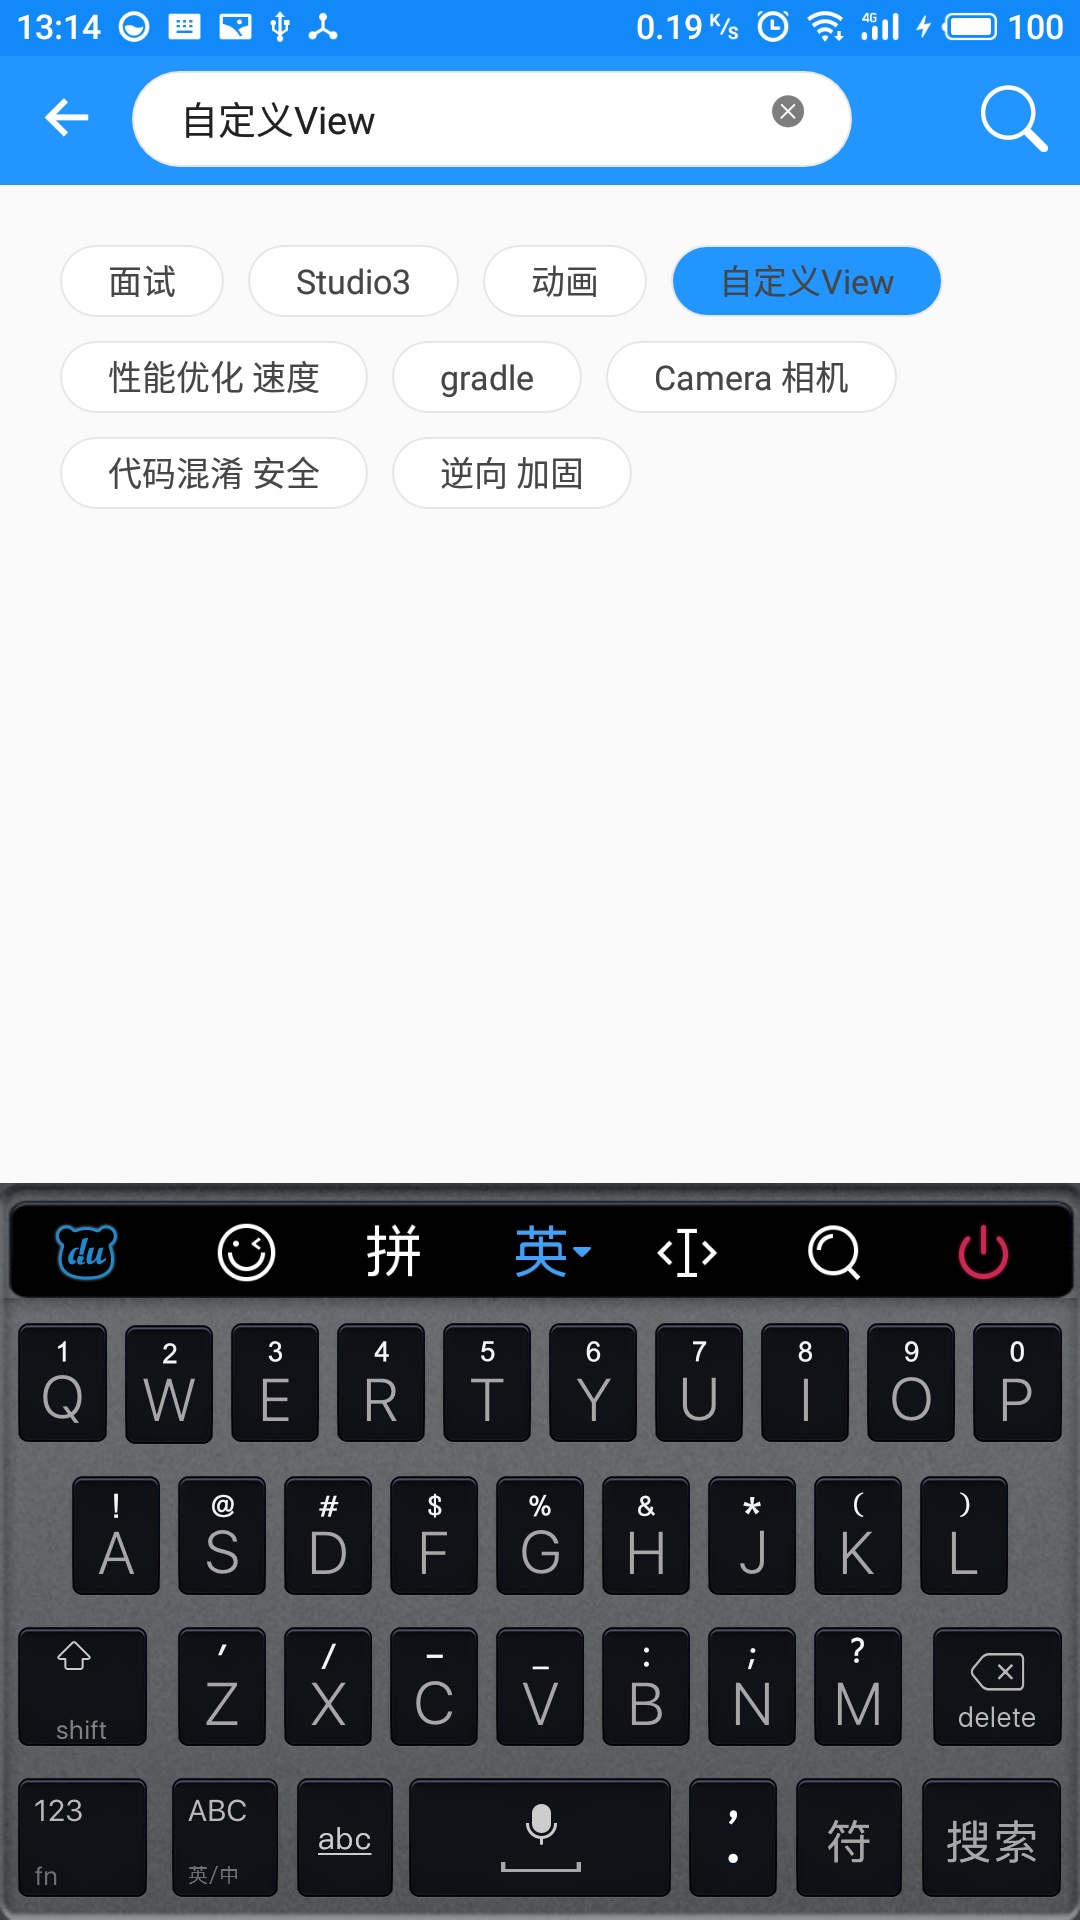 13:14 0.19 K/s 4G 100
自定义View
面试 Studio3 动画 自定义View
性能优化 速度 gradle Camera 相机
代码混淆 安全 逆向 加固
du 拼 英
1 2 3 4 5 6 7 8 9 0
Q W E R T Y U I O P
! @ # $ % & * ( )
A S D F G H J K L
' / - _ : ; ?
Z X C V B N M
shift delete
123 ABC abc , 符 搜索
fn 英/中 .